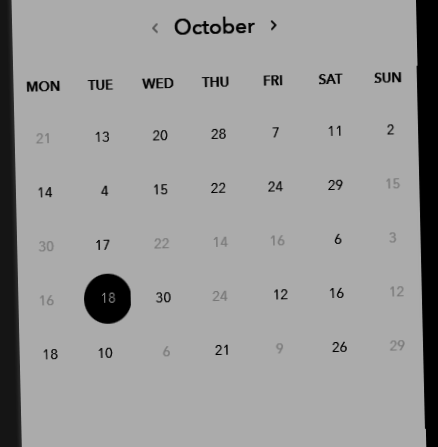 ‹ October ›
MON TUE WED THU FRI SAT SUN
21 13 20 28 7 11 2
14 4 15 22 24 29 15
30 17 22 14 16 6 3
16 18 30 24 12 16 12
18 10 6 21 9 26 29